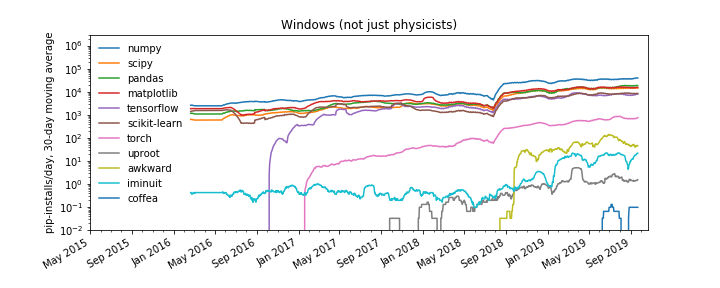 Windows (not just physicists)
pip-installs/day, 30-day moving average
10^6
10^5
10^4
10^3
10^2
10^1
10^0
10^−1
10^−2
numpy
scipy
pandas
matplotlib
tensorflow
scikit-learn
torch
uproot
awkward
iminuit
coffea
May 2015
Sep 2015
Jan 2016
May 2016
Sep 2016
Jan 2017
May 2017
Sep 2017
Jan 2018
May 2018
Sep 2018
Jan 2019
May 2019
Sep 2019